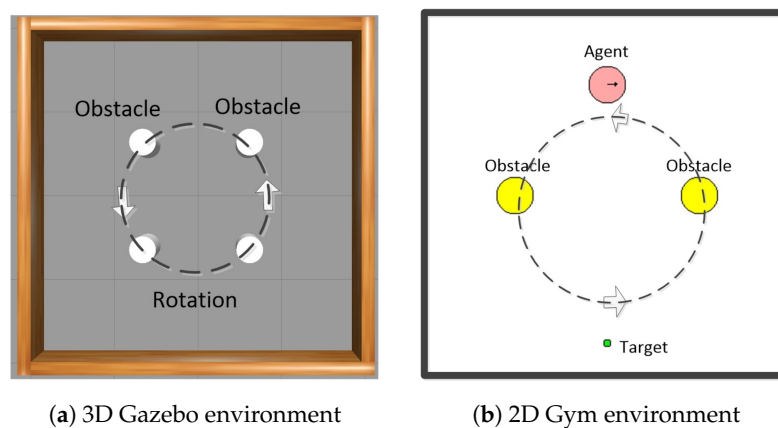 Obstacle
Obstacle
Rotation
Agent
Obstacle
Obstacle
Target
(a) 3D Gazebo environment
(b) 2D Gym environment